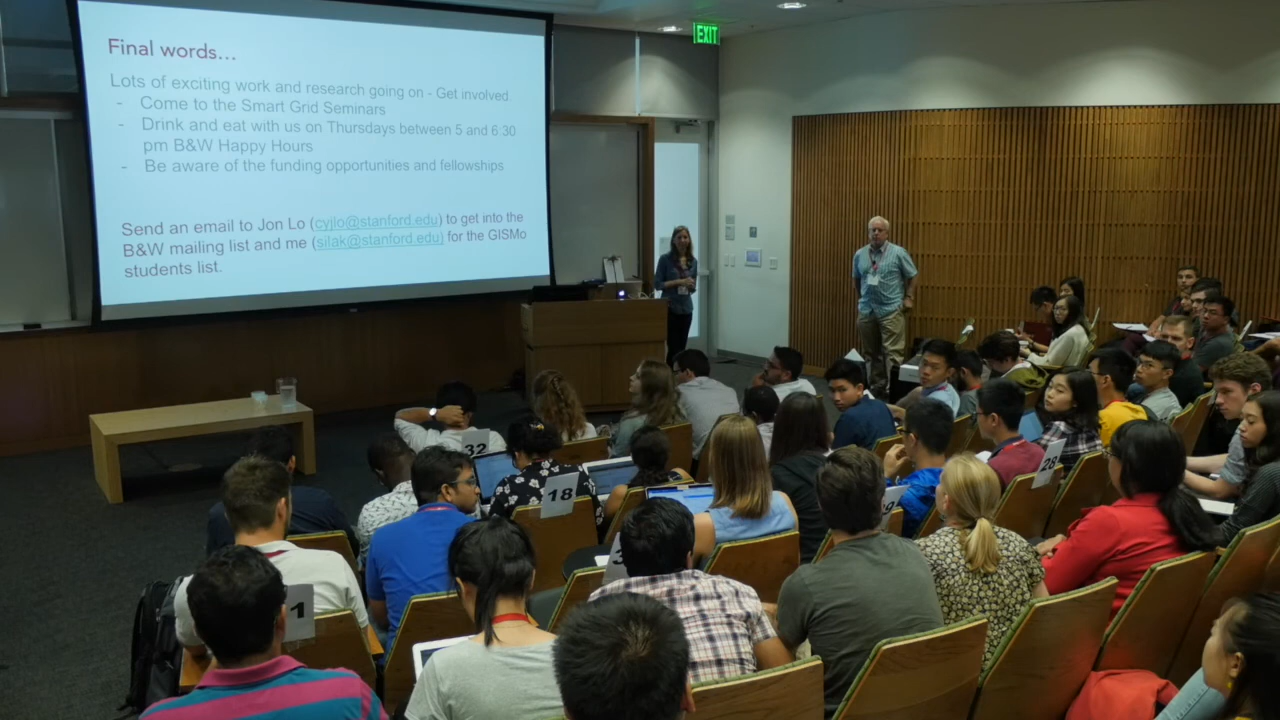 EXIT
Final words...
Lots of exciting work and research going on - Get involved.
- Come to the Smart Grid Seminars
- Drink and eat with us on Thursdays between 5 and 6:30
pm B&W Happy Hours
- Be aware of the funding opportunities and fellowships
Send an email to Jon Lo (cyjlo@stanford.edu) to get into the
B&W mailing list and me (silak@stanford.edu) for the GISMo
students list.
32
18
28
1